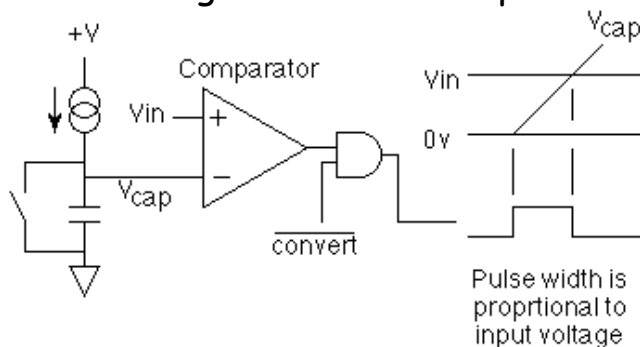 +V
Comparator
Vin
+
−
Vcap
convert
Vcap
Vin
0v
Pulse width is
proprtional to
input voltage